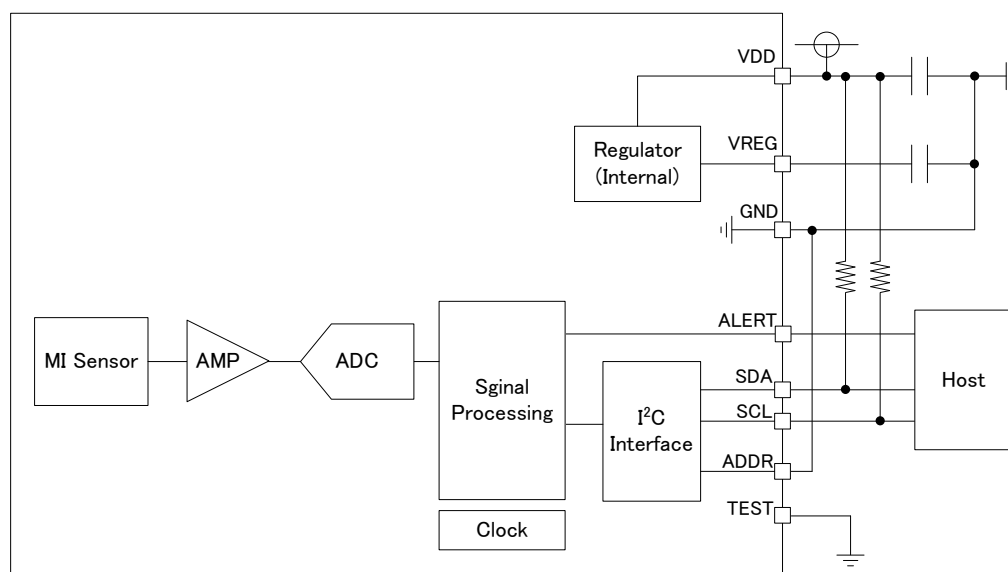 VDD
VREG
Regulator
(Internal)
GND
ALERT
MI Sensor
AMP
ADC
Sginal
Processing
SDA
Host
SCL
I²C
Interface
ADDR
TEST
Clock